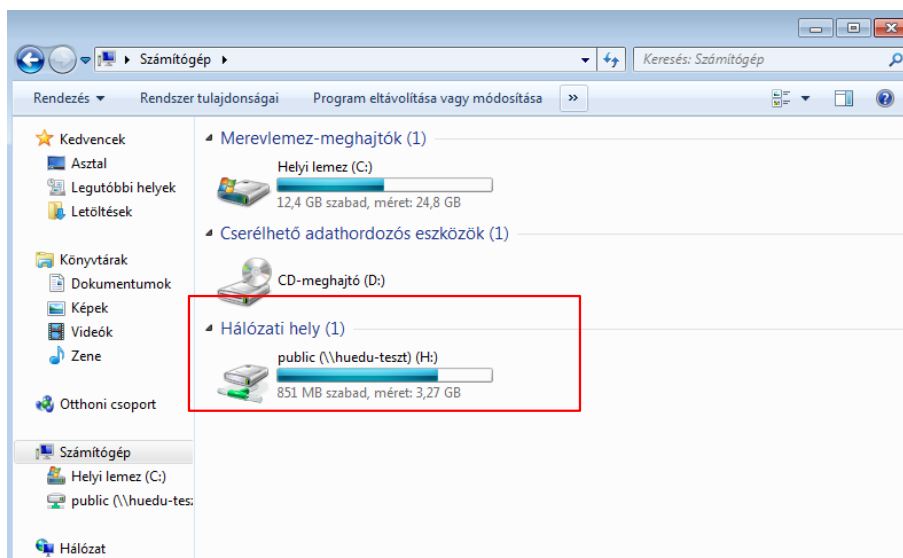 Számítógép
Keresés: Számítógép
Rendezés
Rendszer tulajdonságai
Program eltávolítása vagy módosítása
»
Kedvencek
Asztal
Legutóbbi helyek
Letöltések
Könyvtárak
Dokumentumok
Képek
Videók
Zene
Otthoni csoport
Számítógép
Helyi lemez (C:)
public (\\huedu-tesz
Hálózat
Merevlemez-meghajtók (1)
Helyi lemez (C:)
12,4 GB szabad, méret: 24,8 GB
Cserélhető adathordozós eszközök (1)
CD-meghajtó (D:)
Hálózati hely (1)
public (\\huedu-teszt) (H:)
851 MB szabad, méret: 3,27 GB